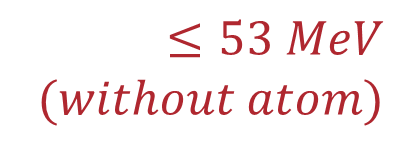 ≤ 53 MeV
(without atom)